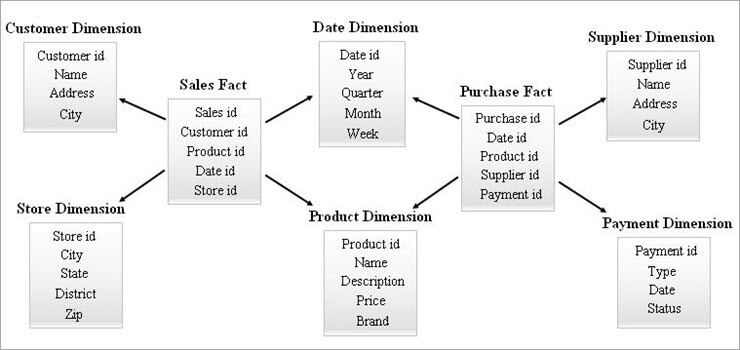 Customer Dimension
Customer id
Name
Address
City
Sales Fact
Sales id
Customer id
Product id
Date id
Store id
Date Dimension
Date id
Year
Quarter
Month
Week
Purchase Fact
Purchase id
Date id
Product id
Supplier id
Payment id
Supplier Dimension
Supplier id
Name
Address
City
Store Dimension
Store id
City
State
District
Zip
Product Dimension
Product id
Name
Description
Price
Brand
Payment Dimension
Payment id
Type
Date
Status